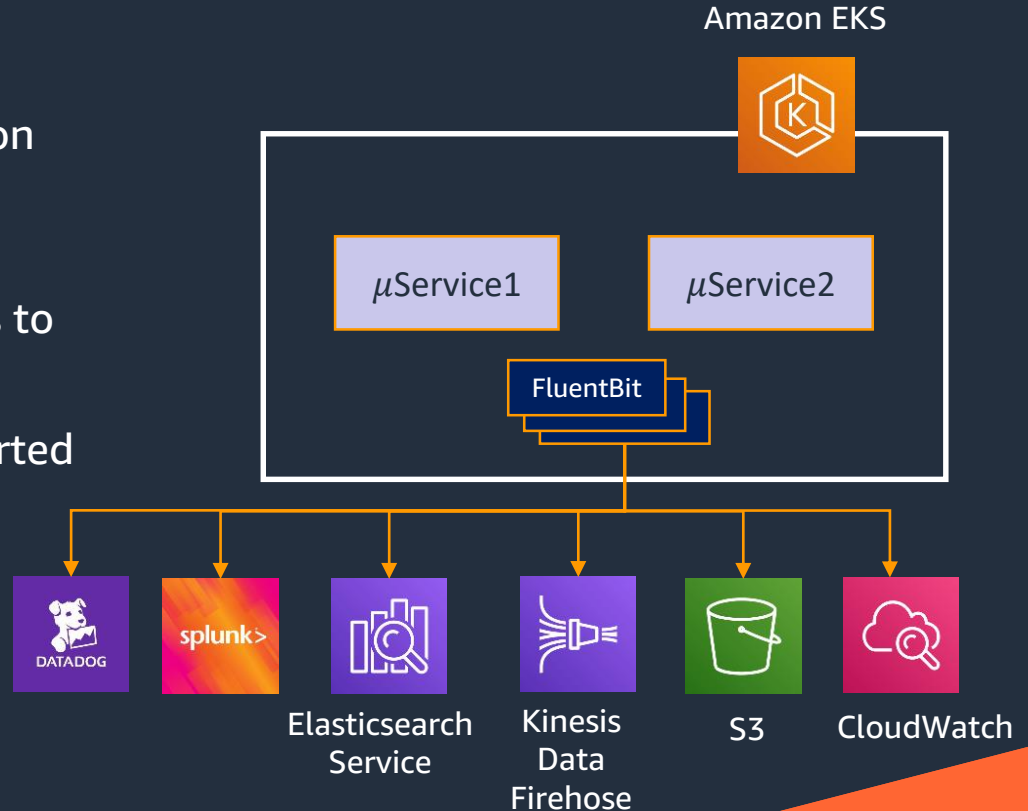 Amazon EKS
on
K
μService1
μService2
to
FluentBit
rted
DATADOG
splunk>
Elasticsearch
Service
Kinesis
Data
Firehose
S3
CloudWatch